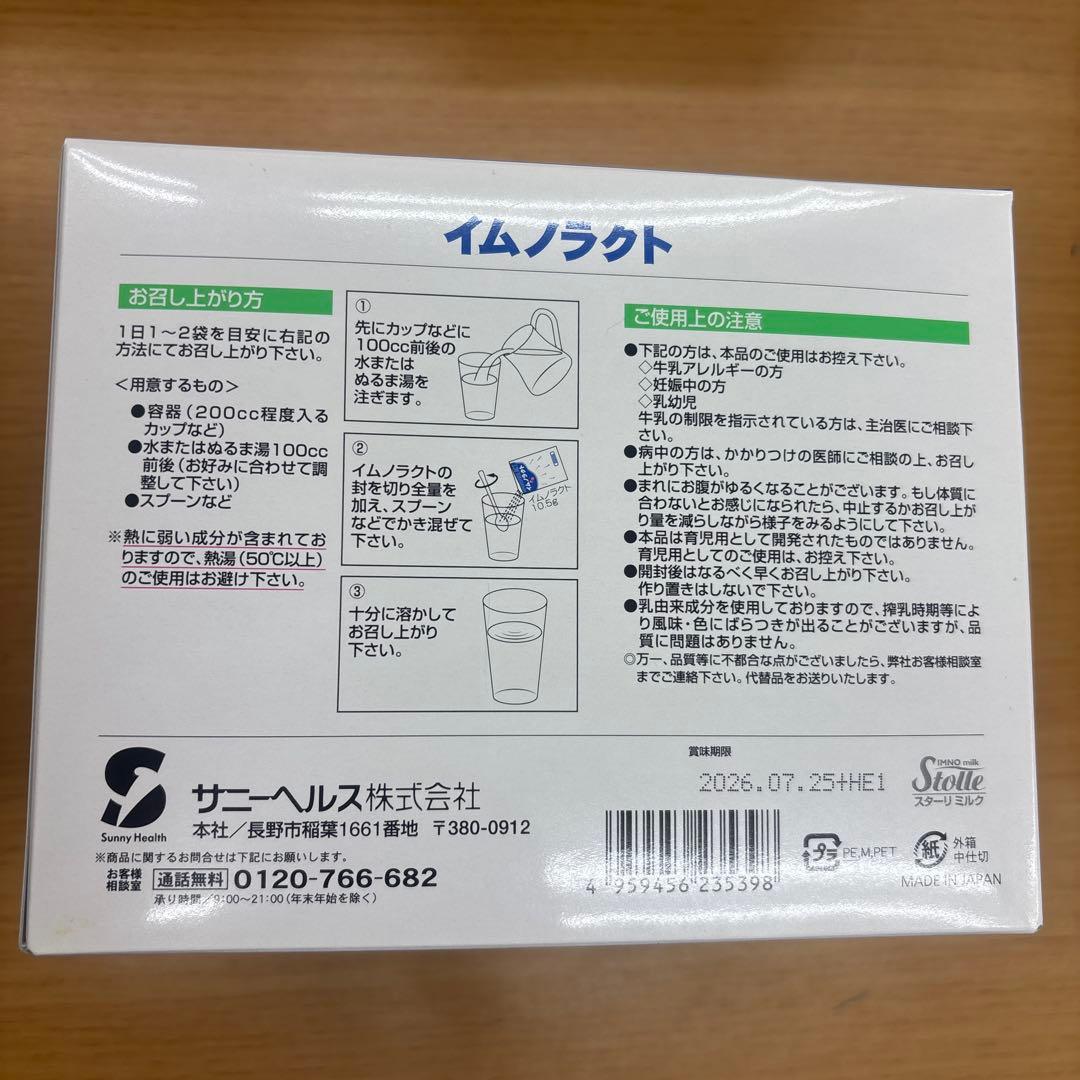 イムノラクト
お召し上がり方
1日1〜2袋を目安に右記の
方法にてお召し上がり下さい。
＜用意するもの＞
●容器（200cc程度入る
カップなど）
●水またはぬるま湯100cc
前後（お好みに合わせて調
整して下さい）
●スプーンなど
※熱に弱い成分が含まれてお
りますので、熱湯（50℃以上）
のご使用はお避け下さい。
①
先にカップなどに
100cc前後の
水または
ぬるま湯を
注ぎます。
②
イムノラクトの
封を切り全量を
加え、スプーン
などでかき混ぜて
下さい。
イムノラクト
10.5g
③
十分に溶かして
お召し上がり
下さい。
ご使用上の注意
●下記の方は、本品のご使用はお控え下さい。
◇牛乳アレルギーの方
◇妊娠中の方
◇乳幼児
牛乳の制限を指示されている方は、主治医にご相談下
さい。
●病中の方は、かかりつけの医師にご相談の上、お召し
上がり下さい。
●まれにお腹がゆるくなることがございます。もし体質に
合わないとお感じになられたら、中止するかお召し上が
り量を減らしながら様子をみるようにして下さい。
●本品は育児用として開発されたものではありません。
育児用としてのご使用は、お控え下さい。
●開封後はなるべく早くお召し上がり下さい。
作り置きはしないで下さい。
●乳由来成分を使用しておりますので、搾乳時期等によ
り風味・色にばらつきが出ることがございますが、品
質に問題はありません。
◎万一、品質等に不都合な点がございましたら、弊社お客様相談室
までご連絡下さい。代替品をお送りいたします。
Sunny Health
サニーヘルス株式会社
本社／長野市稲葉1661番地 〒380-0912
※商品に関するお問合せは下記にお願いします。
お客様
相談室 通話無料 0120-766-682
承り時間／9:00〜21:00（年末年始を除く）
賞味期限
2026.07.25+HE1
IMNO milk
Stolle
スターリミルク
4 959456 235398
プラ PE,M,PET
紙 外箱
中仕切
MADE IN JAPAN